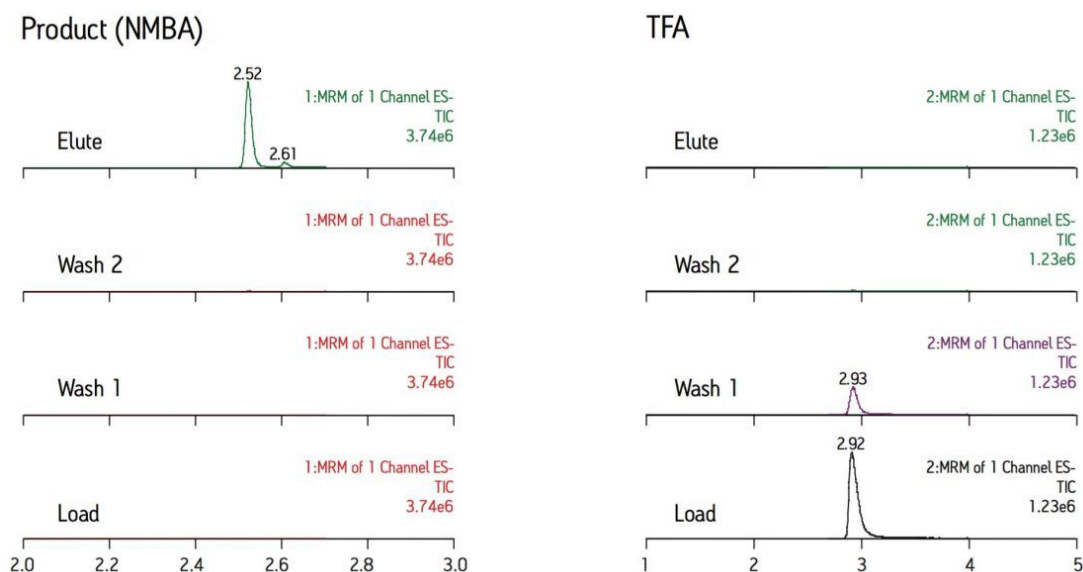 Product (NMBA)
2.52
1:MRM of 1 Channel ES-
TIC
3.74e6
Elute
2.61
1:MRM of 1 Channel ES-
TIC
3.74e6
Wash 2
1:MRM of 1 Channel ES-
TIC
3.74e6
Wash 1
1:MRM of 1 Channel ES-
TIC
3.74e6
Load
2.0 2.2 2.4 2.6 2.8 3.0
TFA
2:MRM of 1 Channel ES-
TIC
1.23e6
Elute
2:MRM of 1 Channel ES-
TIC
1.23e6
Wash 2
2:MRM of 1 Channel ES-
TIC
1.23e6
Wash 1
2.93
2.92
2:MRM of 1 Channel ES-
TIC
1.23e6
Load
1 2 3 4 5